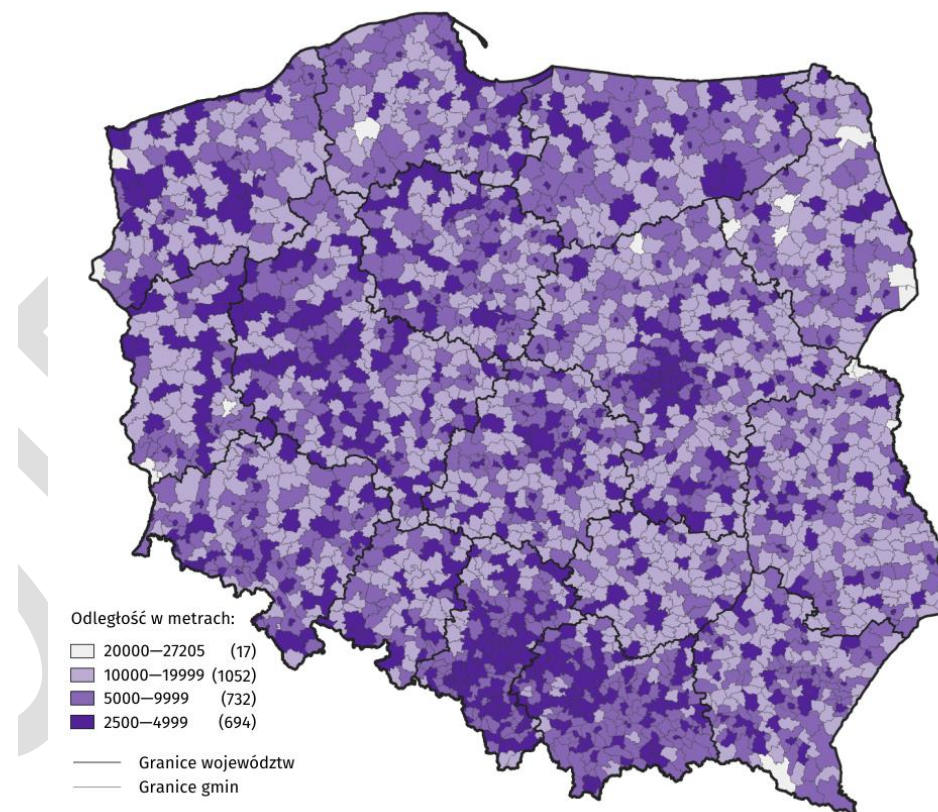 Odległość w metrach:
20000—27205 (17)
10000—19999 (1052)
5000—9999 (732)
2500—4999 (694)
Granice województw
Granice gmin